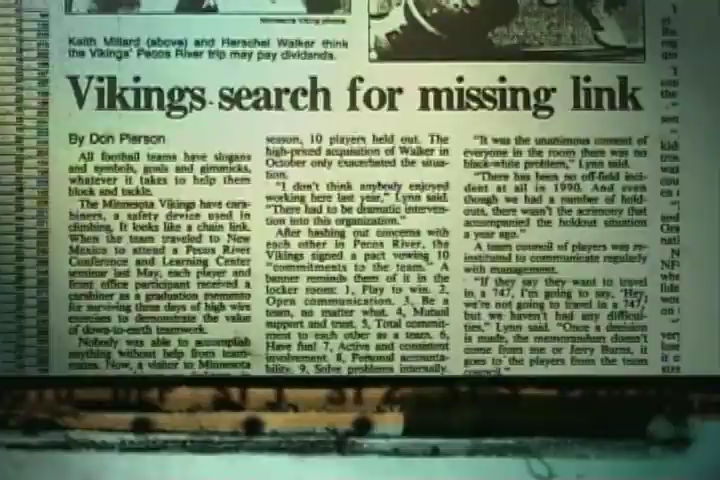 Minnesota Viking photos
Keith Millard (above) and Herschel Walker think
the Vikings' Pecos River trip may pay dividends.
Vikings search for missing link
By Don Pierson
All football teams have slogans
and symbols, goals and gimmicks,
whatever it takes to help them
block and tackle.
The Minnesota Vikings have cara-
biners, a safety device used in
climbing. It looks like a chain link.
When the team traveled to New
Mexico to attend a Pecos River
Conference and Learning Center
seminar last May, each player and
front office participant received a
carabiner as a graduation memento
for surviving three days of high wire
exercises to demonstrate the value
of down-to-earth teamwork.
Nobody was able to accomplish
anything without help from team-
mates. Now, a visitor to Minnesota
season, 10 players held out. The
high-priced acquisition of Walker in
October only exacerbated the situa-
tion.
"I don't think anybody enjoyed
working here last year," Lynn said.
"There had to be dramatic interven-
tion into this organization."
After hashing out concerns with
each other in Pecos River, the
Vikings signed a pact vowing 10
"commitments to the team." A
banner reminds them of it in the
locker room: 1, Play to win. 2,
Open communication. 3, Be a
team, no matter what. 4, Mutual
support and trust. 5, Total commit-
ment to each other as a team. 6,
Have fun! 7, Active and consistent
involvement. 8, Personal accounta-
bility. 9, Solve problems internally.
"It was the unanimous consent of
everyone in the room there was no
black-white problem," Lynn said.
"There has been no off-field inci-
dent at all in 1990. And even
though we had a number of hold-
outs, there wasn't the acrimony that
accompanied the holdout situation
a year ago."
A team council of players was re-
instituted to communicate regularly
with management.
"If they say they want to travel
in a 747, I'm going to say, 'Hey,
we're not going to travel in a 747,'
but we haven't had any difficul-
ties," Lynn said. "Once a decision
is made, the memorandum doesn't
come from me or Jerry Burns, it
goes to the players from the team
council."